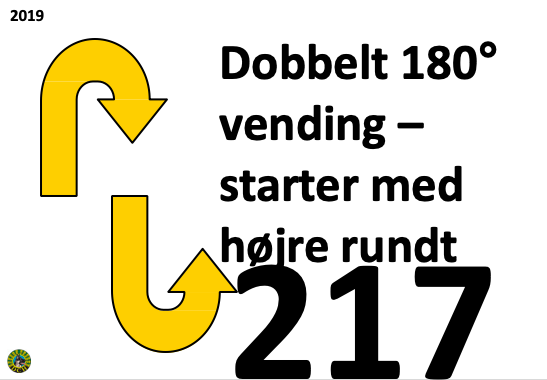 2019
Dobbelt 180°
vending –
starter med
højre rundt
217